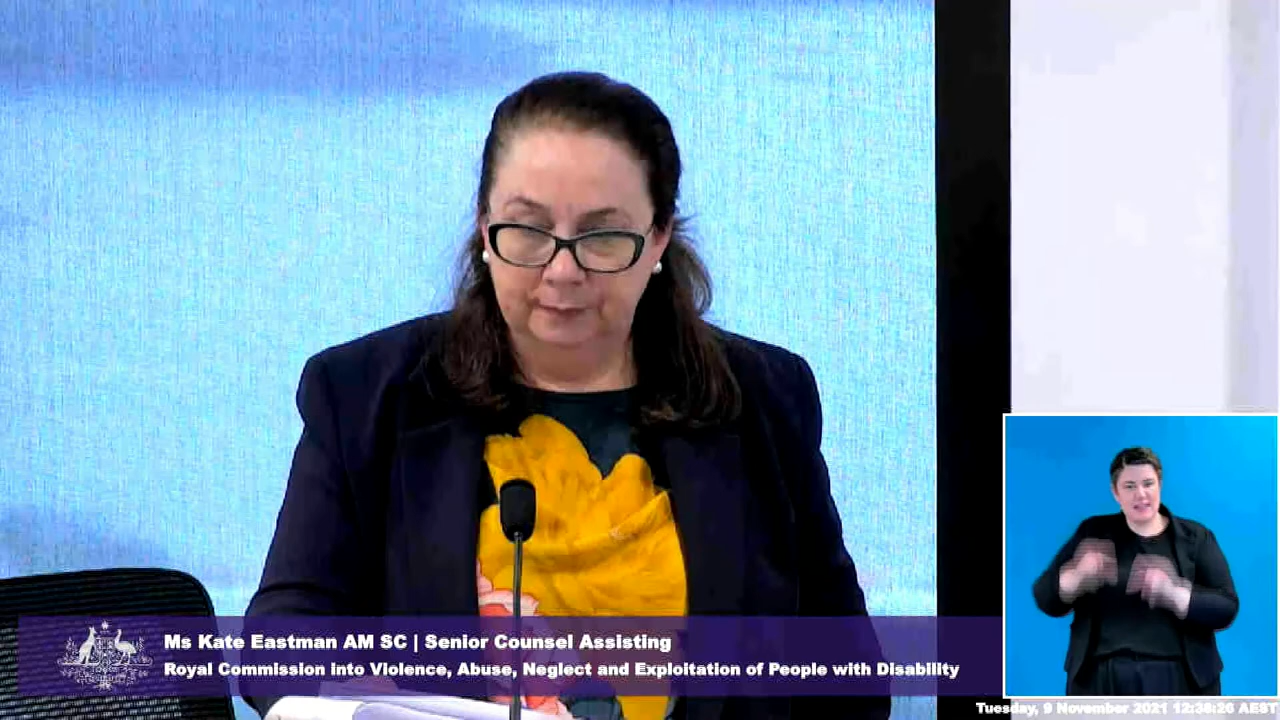 Ms Kate Eastman AM SC | Senior Counsel Assisting
Royal Commission into Violence, Abuse, Neglect and Exploitation of People with Disability
Tuesday, 9 November 2021 12:38:26 AEST